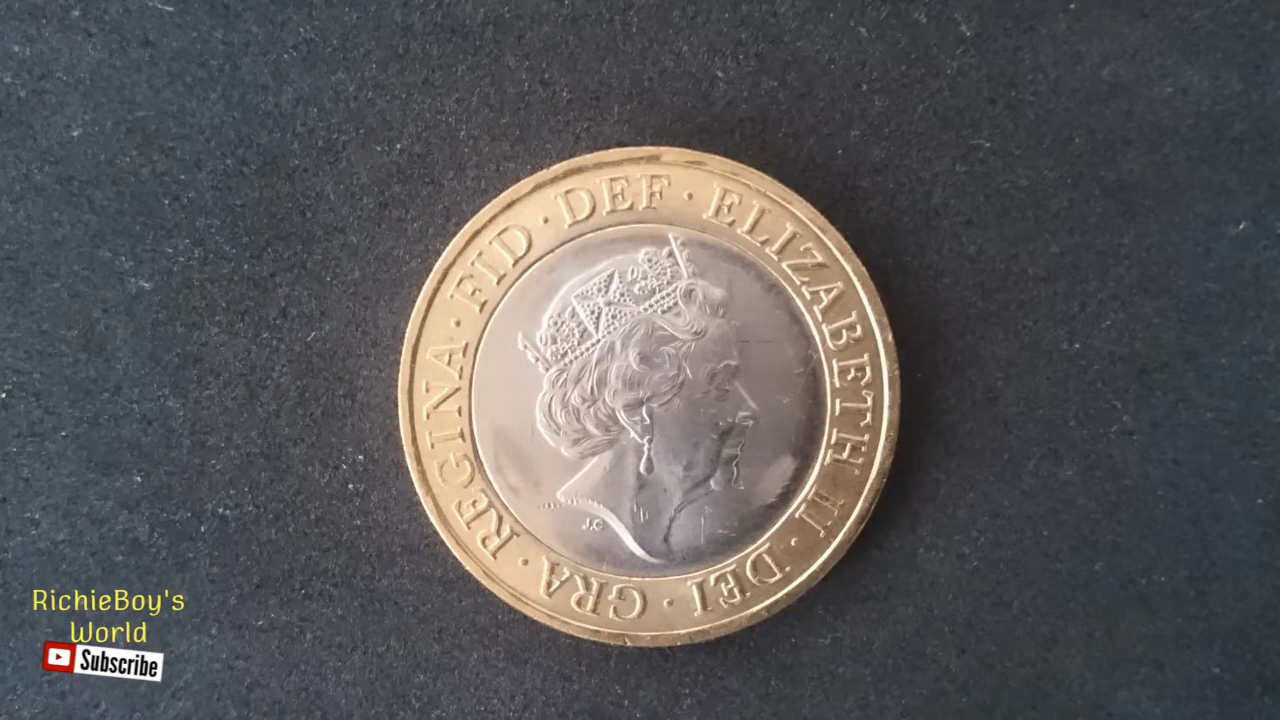 ELIZABETH II · DEI · GRA · REGINA · FID · DEF ·
J.C
RichieBoy's
World
Subscribe